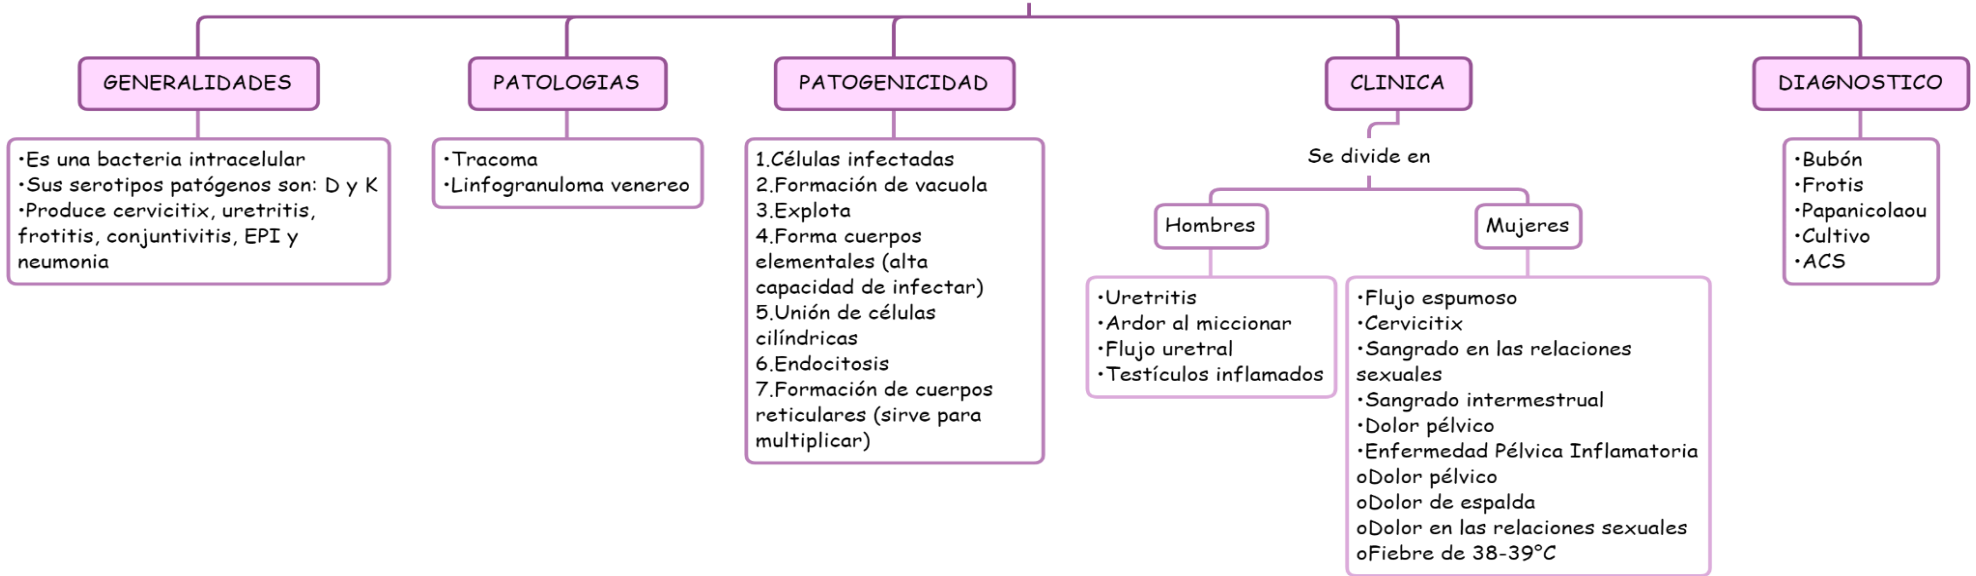 GENERALIDADES
•Es una bacteria intracelular
•Sus serotipos patógenos son: D y K
•Produce cervicitix, uretritis,
frotitis, conjuntivitis, EPI y
neumonia
PATOLOGIAS
•Tracoma
•Linfogranuloma venereo
PATOGENICIDAD
1.Células infectadas
2.Formación de vacuola
3.Explota
4.Forma cuerpos
elementales (alta
capacidad de infectar)
5.Unión de células
cilíndricas
6.Endocitosis
7.Formación de cuerpos
reticulares (sirve para
multiplicar)
CLINICA
Se divide en
Hombres
•Uretritis
•Ardor al miccionar
•Flujo uretral
•Testículos inflamados
Mujeres
•Flujo espumoso
•Cervicitix
•Sangrado en las relaciones
sexuales
•Sangrado intermestrual
•Dolor pélvico
•Enfermedad Pélvica Inflamatoria
oDolor pélvico
oDolor de espalda
oDolor en las relaciones sexuales
oFiebre de 38-39°C
DIAGNOSTICO
•Bubón
•Frotis
•Papanicolaou
•Cultivo
•ACS